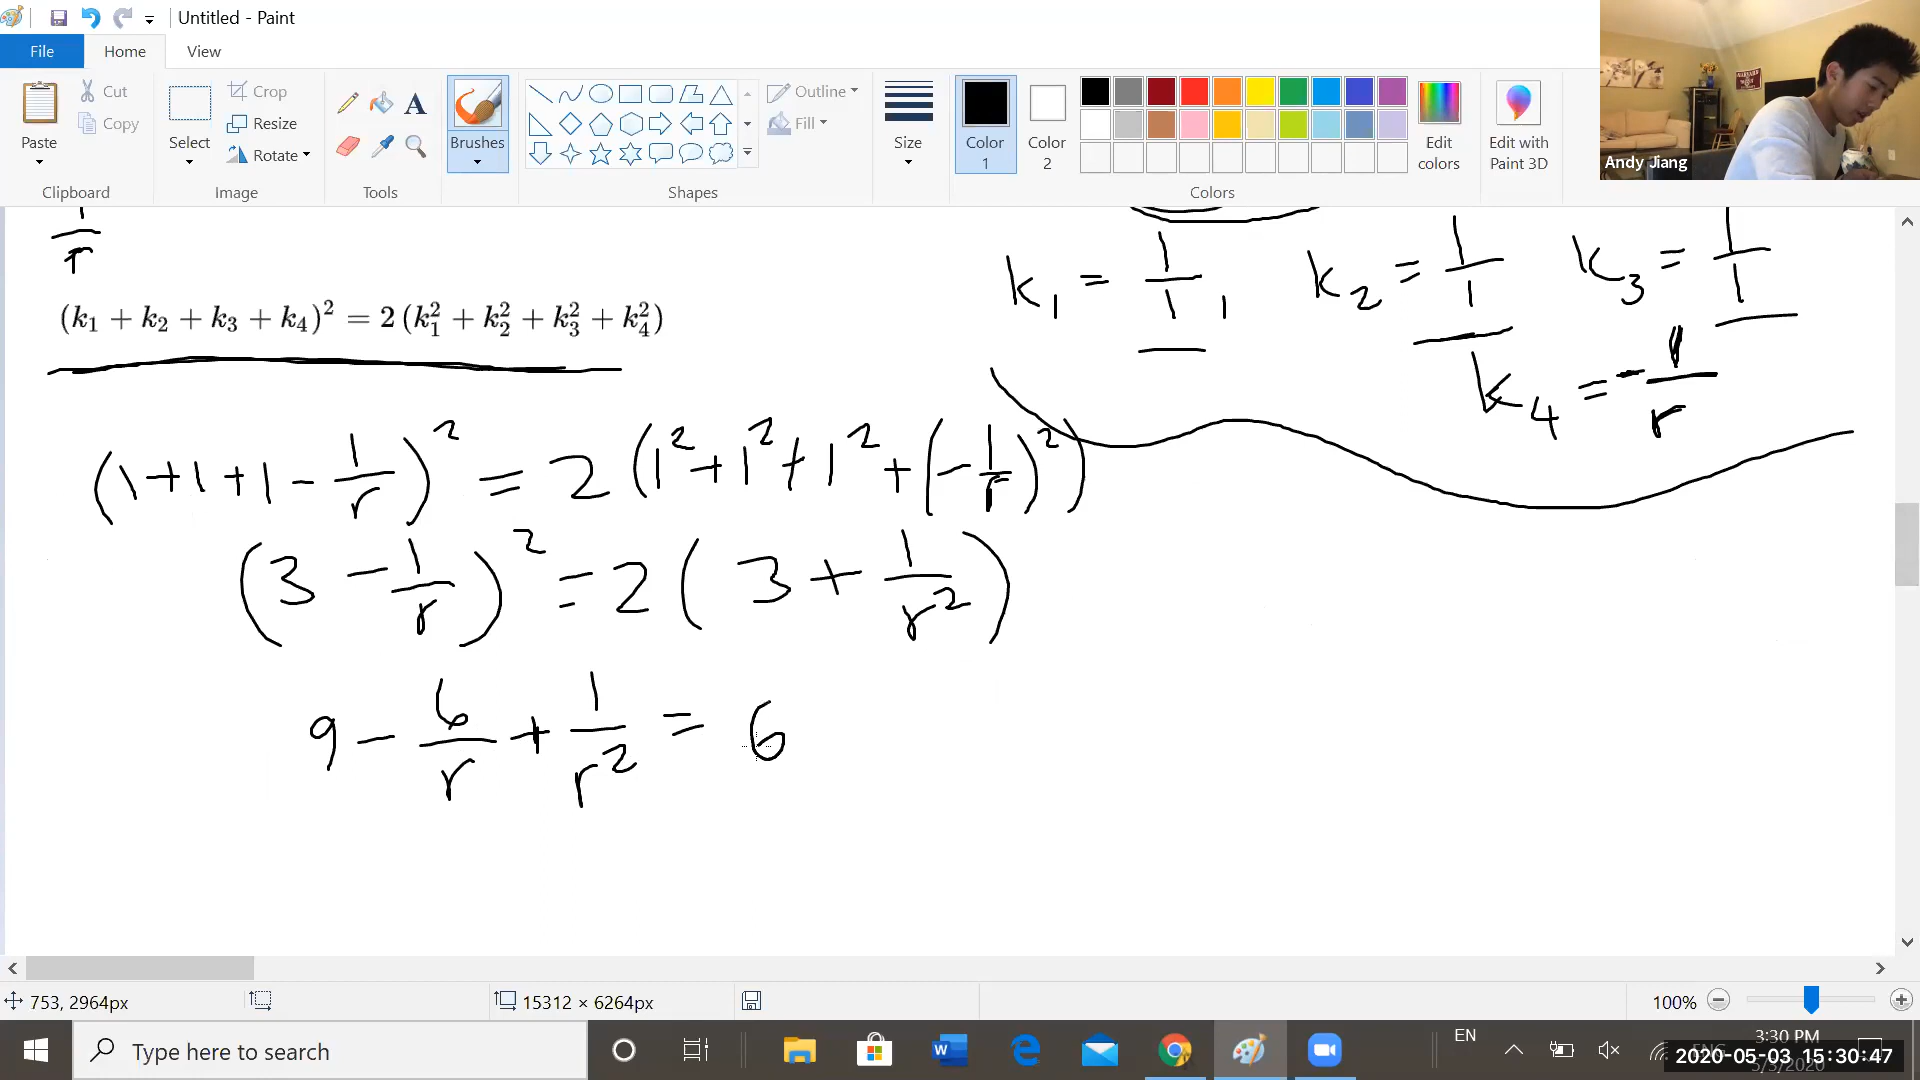 Untitled - Paint
File Home View
Paste Cut Copy Clipboard
Select Crop Resize Rotate Image
Tools
Brushes
Outline Fill Shapes
Size
Color 1 Color 2 Edit colors Colors
Edit with Paint 3D
Andy Jiang
1/r
k₁ = 1/1, k₂ = 1/1 k₃ = 1/1
(k₁ + k₂ + k₃ + k₄)² = 2 (k₁² + k₂² + k₃² + k₄²)
k₄ = -1/r
(1+1+1-1/r)² = 2(1²+1²+1²+(-1/r)²)
(3-1/r)² = 2(3+1/r²)
9 - 6/r + 1/r² = 6
753, 2964px 15312 × 6264px 100%
Type here to search
EN
3:30 PM
2020-05-03 15:30:47
5/3/2020